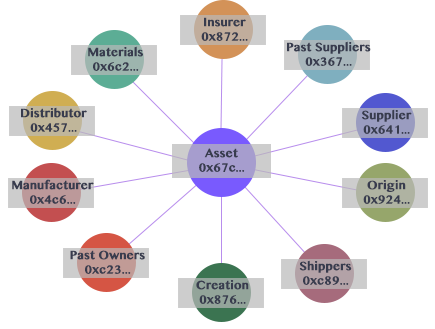 Insurer
0x872...
Materials
0x6c2...
Past Suppliers
0x367...
Distributor
0x457...
Supplier
0x641...
Asset
0x67c...
Manufacturer
0x4c6...
Origin
0x924...
Past Owners
0xc23...
Shippers
0xc89...
Creation
0x876...